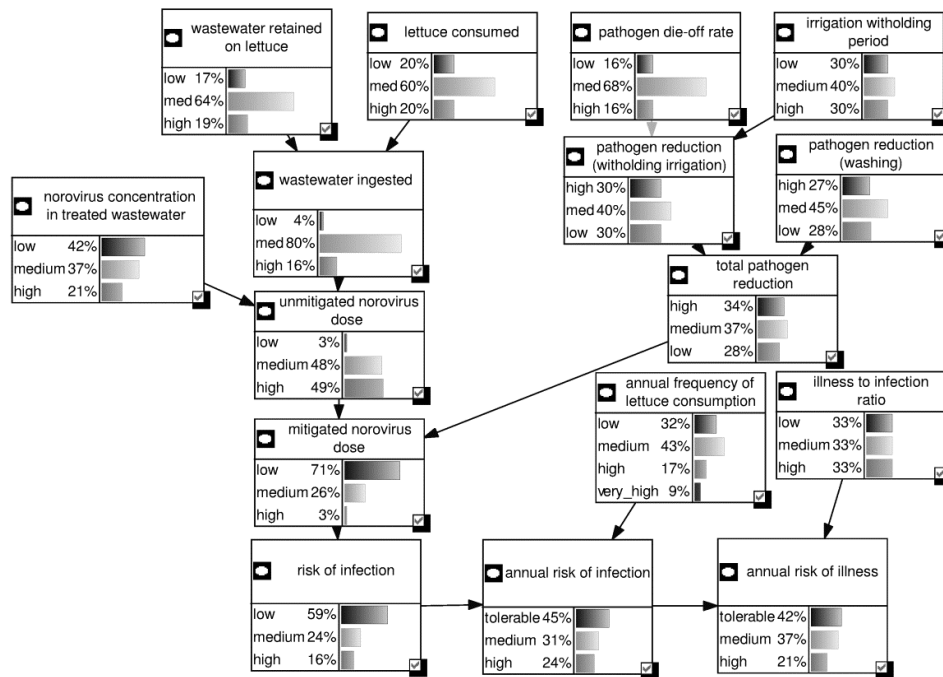 wastewater retained
on lettuce
low 17%
med 64%
high 19%
lettuce consumed
low 20%
med 60%
high 20%
pathogen die-off rate
low 16%
med 68%
high 16%
irrigation witholding
period
low 30%
medium 40%
high 30%
wastewater ingested
low 4%
med 80%
high 16%
pathogen reduction
(witholding irrigation)
high 30%
med 40%
low 30%
pathogen reduction
(washing)
high 27%
med 45%
low 28%
norovirus concentration
in treated wastewater
low 42%
medium 37%
high 21%
unmitigated norovirus
dose
low 3%
medium 48%
high 49%
total pathogen
reduction
high 34%
medium 37%
low 28%
mitigated norovirus
dose
low 71%
medium 26%
high 3%
annual frequency of
lettuce consumption
low 32%
medium 43%
high 17%
very_high 9%
illness to infection
ratio
low 33%
medium 33%
high 33%
risk of infection
low 59%
medium 24%
high 16%
annual risk of infection
tolerable 45%
medium 31%
high 24%
annual risk of illness
tolerable 42%
medium 37%
high 21%